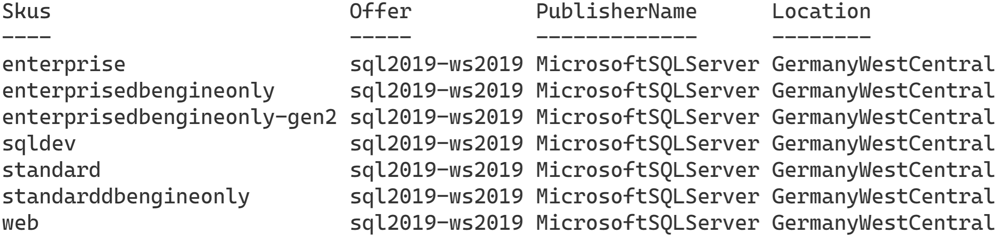 Skus                        Offer          PublisherName      Location
----                        -----          -------------      --------
enterprise                  sql2019-ws2019 MicrosoftSQLServer GermanyWestCentral
enterprisedbengineonly      sql2019-ws2019 MicrosoftSQLServer GermanyWestCentral
enterprisedbengineonly-gen2 sql2019-ws2019 MicrosoftSQLServer GermanyWestCentral
sqldev                      sql2019-ws2019 MicrosoftSQLServer GermanyWestCentral
standard                    sql2019-ws2019 MicrosoftSQLServer GermanyWestCentral
standarddbengineonly        sql2019-ws2019 MicrosoftSQLServer GermanyWestCentral
web                         sql2019-ws2019 MicrosoftSQLServer GermanyWestCentral